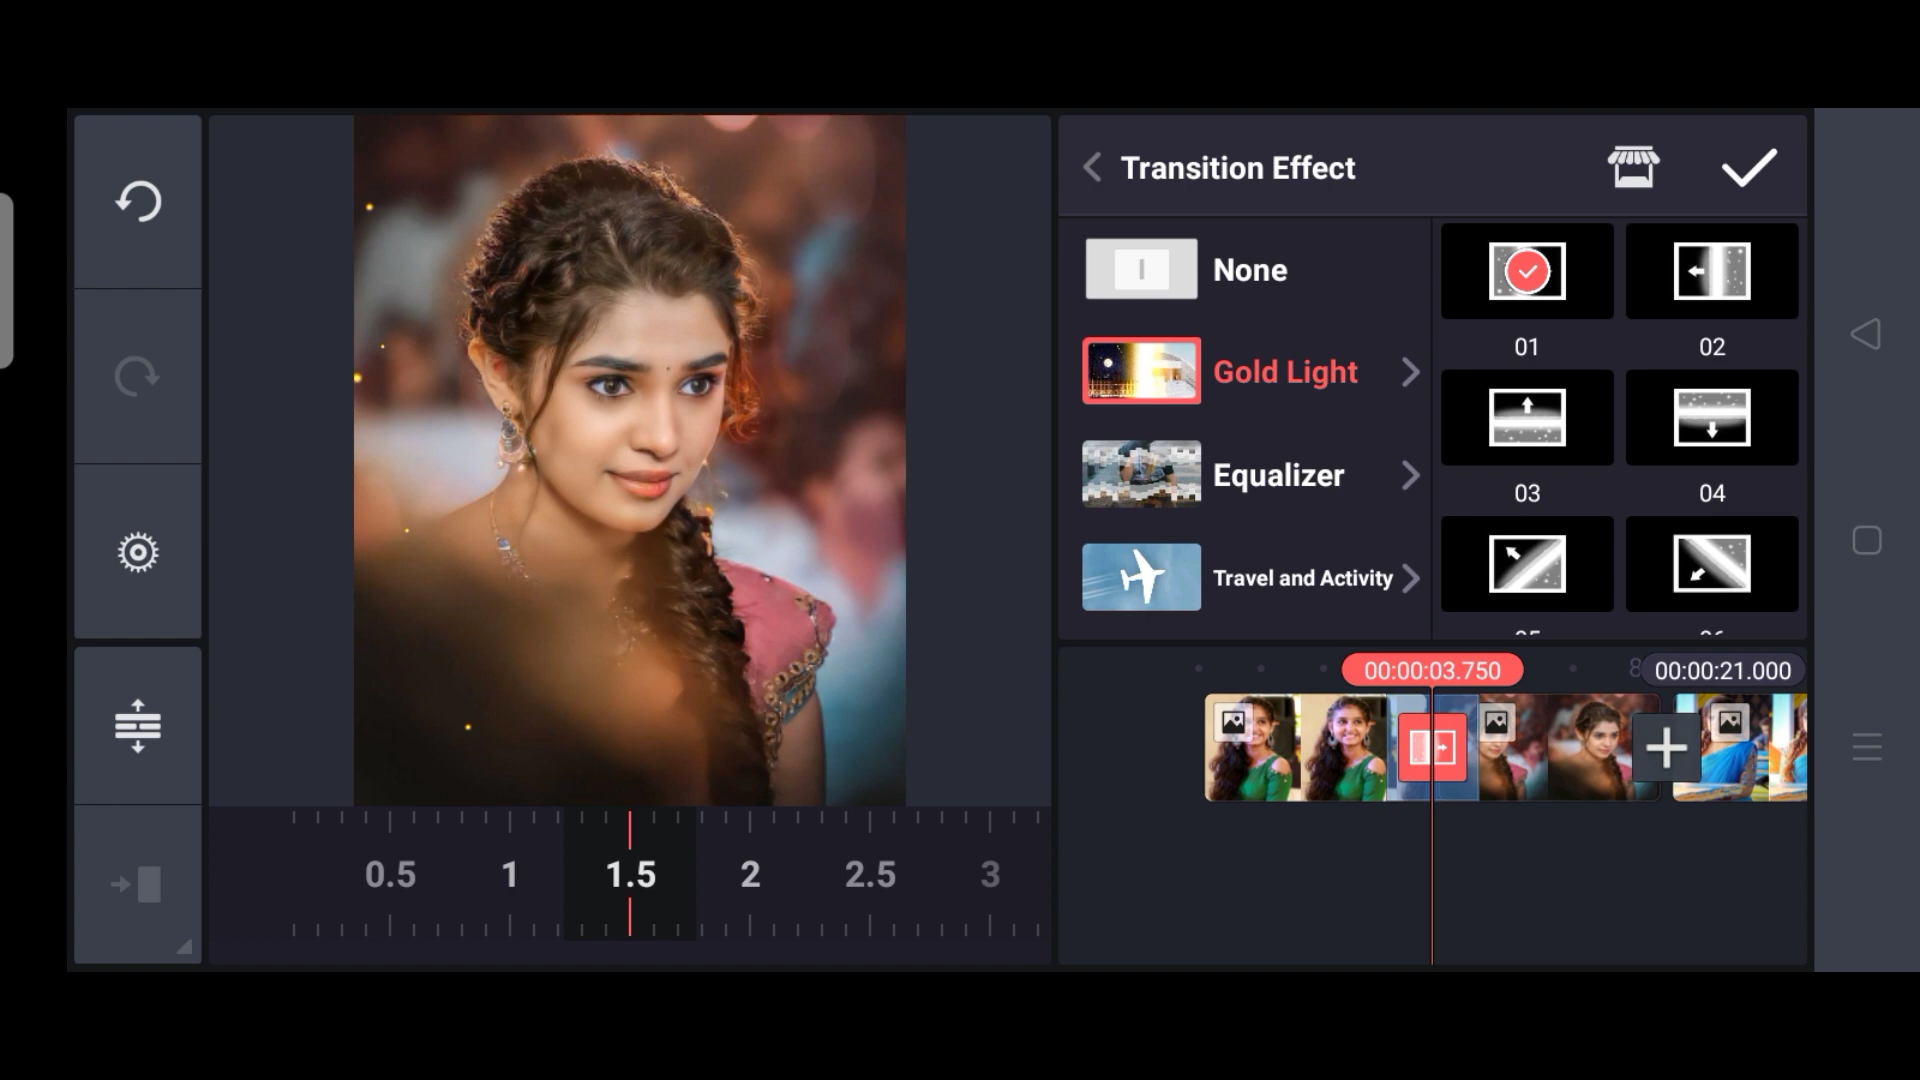 Transition Effect
None
Gold Light
Equalizer
Travel and Activity
01
02
03
04
00:00:03.750
8
00:00:21.000
0.5
1
1.5
2
2.5
3